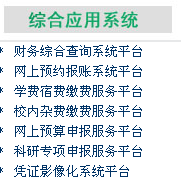 综合应用系统
• 财务综合查询系统平台
• 网上预约报账系统平台
• 学费宿费缴费服务平台
• 校内杂费缴费服务平台
• 网上预算申报服务平台
• 科研专项申报服务平台
• 凭证影像化系统平台